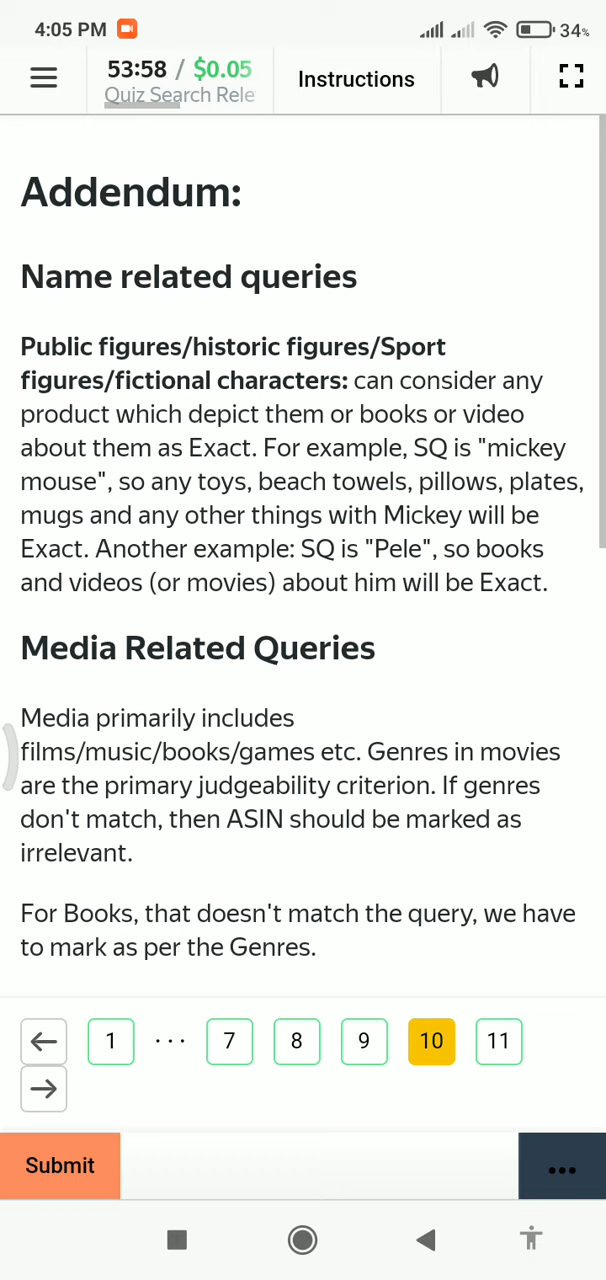 4:05 PM
34%
53:58 / $0.05
Quiz Search Rele
Instructions
Addendum:
Name related queries
Public figures/historic figures/Sport
figures/fictional characters: can consider any
product which depict them or books or video
about them as Exact. For example, SQ is "mickey
mouse", so any toys, beach towels, pillows, plates,
mugs and any other things with Mickey will be
Exact. Another example: SQ is "Pele", so books
and videos (or movies) about him will be Exact.
Media Related Queries
Media primarily includes
films/music/books/games etc. Genres in movies
are the primary judgeability criterion. If genres
don't match, then ASIN should be marked as
irrelevant.
For Books, that doesn't match the query, we have
to mark as per the Genres.
1 ··· 7 8 9 10 11
Submit